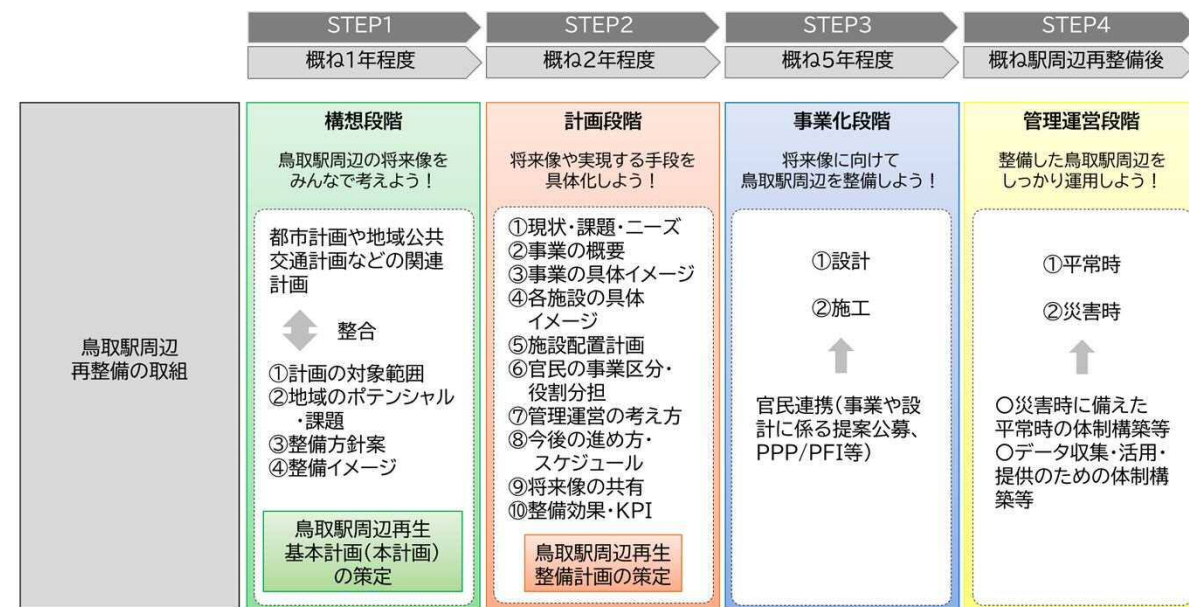 STEP1
STEP2
STEP3
STEP4
概ね1年程度
概ね2年程度
概ね5年程度
概ね駅周辺再整備後
鳥取駅周辺
再整備の取組
構想段階
鳥取駅周辺の将来像を
みんなで考えよう！
都市計画や地域公共
交通計画などの関連
計画
整合
①計画の対象範囲
②地域のポテンシャル
・課題
③整備方針案
④整備イメージ
鳥取駅周辺再生
基本計画(本計画)
の策定
計画段階
将来像や実現する手段を
具体化しよう！
①現状・課題・ニーズ
②事業の概要
③事業の具体イメージ
④各施設の具体
イメージ
⑤施設配置計画
⑥官民の事業区分・
役割分担
⑦管理運営の考え方
⑧今後の進め方・
スケジュール
⑨将来像の共有
⑩整備効果・KPI
鳥取駅周辺再生
整備計画の策定
事業化段階
将来像に向けて
鳥取駅周辺を整備しよう！
①設計
②施工
官民連携(事業や設
計に係る提案公募、
PPP/PFI等)
管理運営段階
整備した鳥取駅周辺を
しっかり運用しよう！
①平常時
②災害時
〇災害時に備えた
平常時の体制構築等
〇データ収集・活用・
提供のための体制構
築等